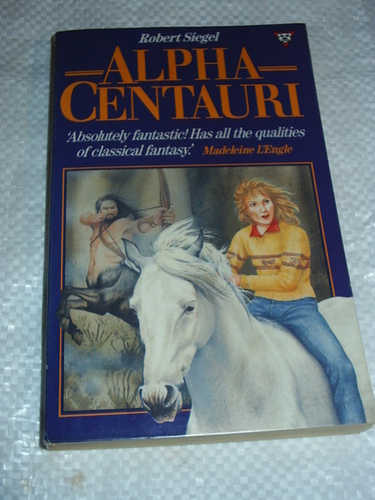 Robert Siegel
ALPHA
CENTAURI
'Absolutely fantastic! Has all the qualities
of classical fantasy.' Madeleine L'Engle